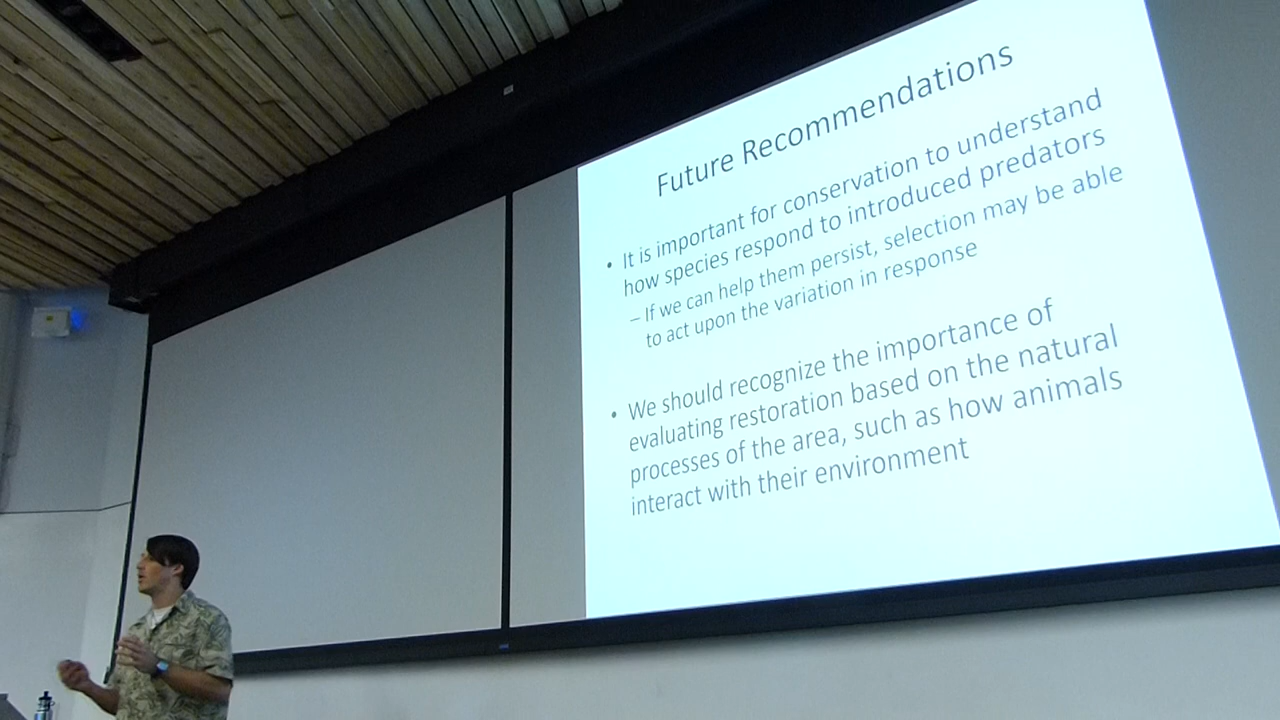 Future Recommendations
• It is important for conservation to understand
how species respond to introduced predators
– If we can help them persist, selection may be able
to act upon the variation in response
• We should recognize the importance of
evaluating restoration based on the natural
processes of the area, such as how animals
interact with their environment